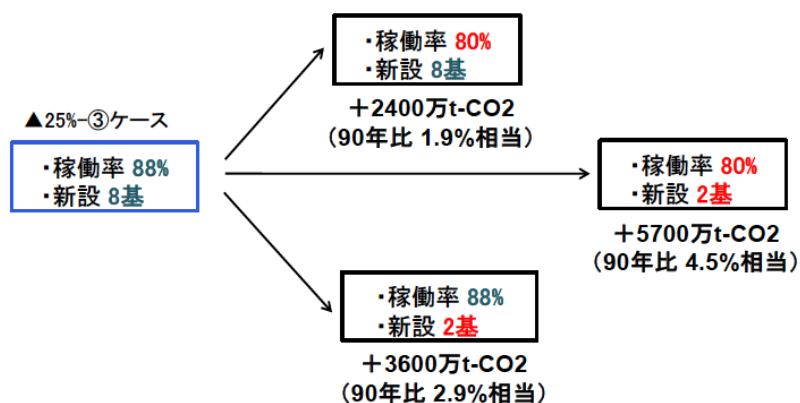 ▲25%-③ケース
・稼働率 88%
・新設 8基
・稼働率 80%
・新設 8基
＋2400万t-CO2
(90年比 1.9%相当)
・稼働率 80%
・新設 2基
＋5700万t-CO2
(90年比 4.5%相当)
・稼働率 88%
・新設 2基
＋3600万t-CO2
(90年比 2.9%相当)